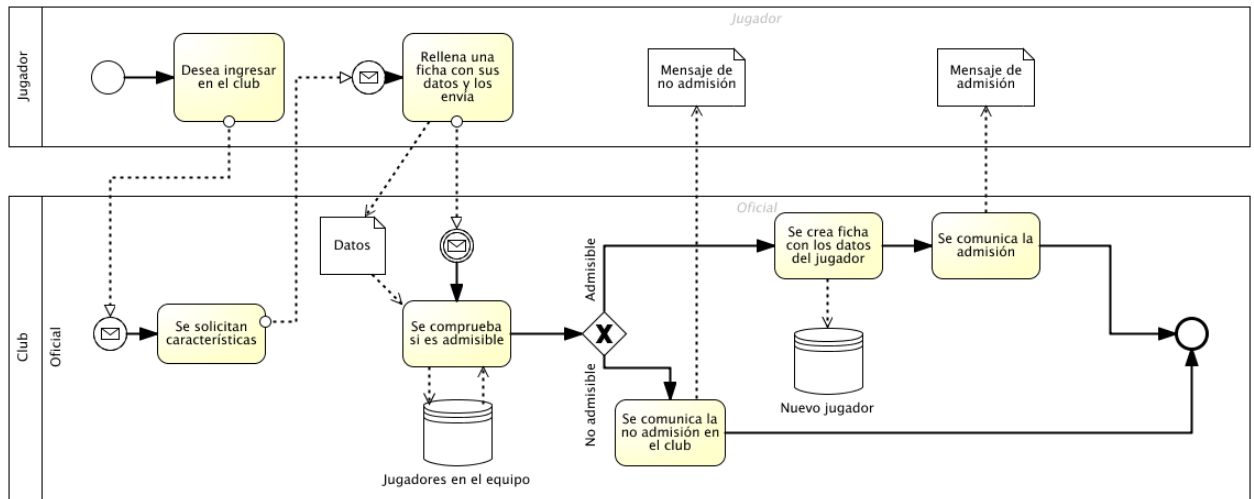 Jugador
Jugador
Desea ingresar
en el club
Rellena una
ficha con sus
datos y los
envía
Mensaje de
no admisión
Mensaje de
admisión
Club
Oficial
Oficial
Se solicitan
características
Datos
Se comprueba
si es admisible
Jugadores en el equipo
X
Admisible
No admisible
Se comunica la
no admisión en
el club
Se crea ficha
con los datos
del jugador
Nuevo jugador
Se comunica la
admisión